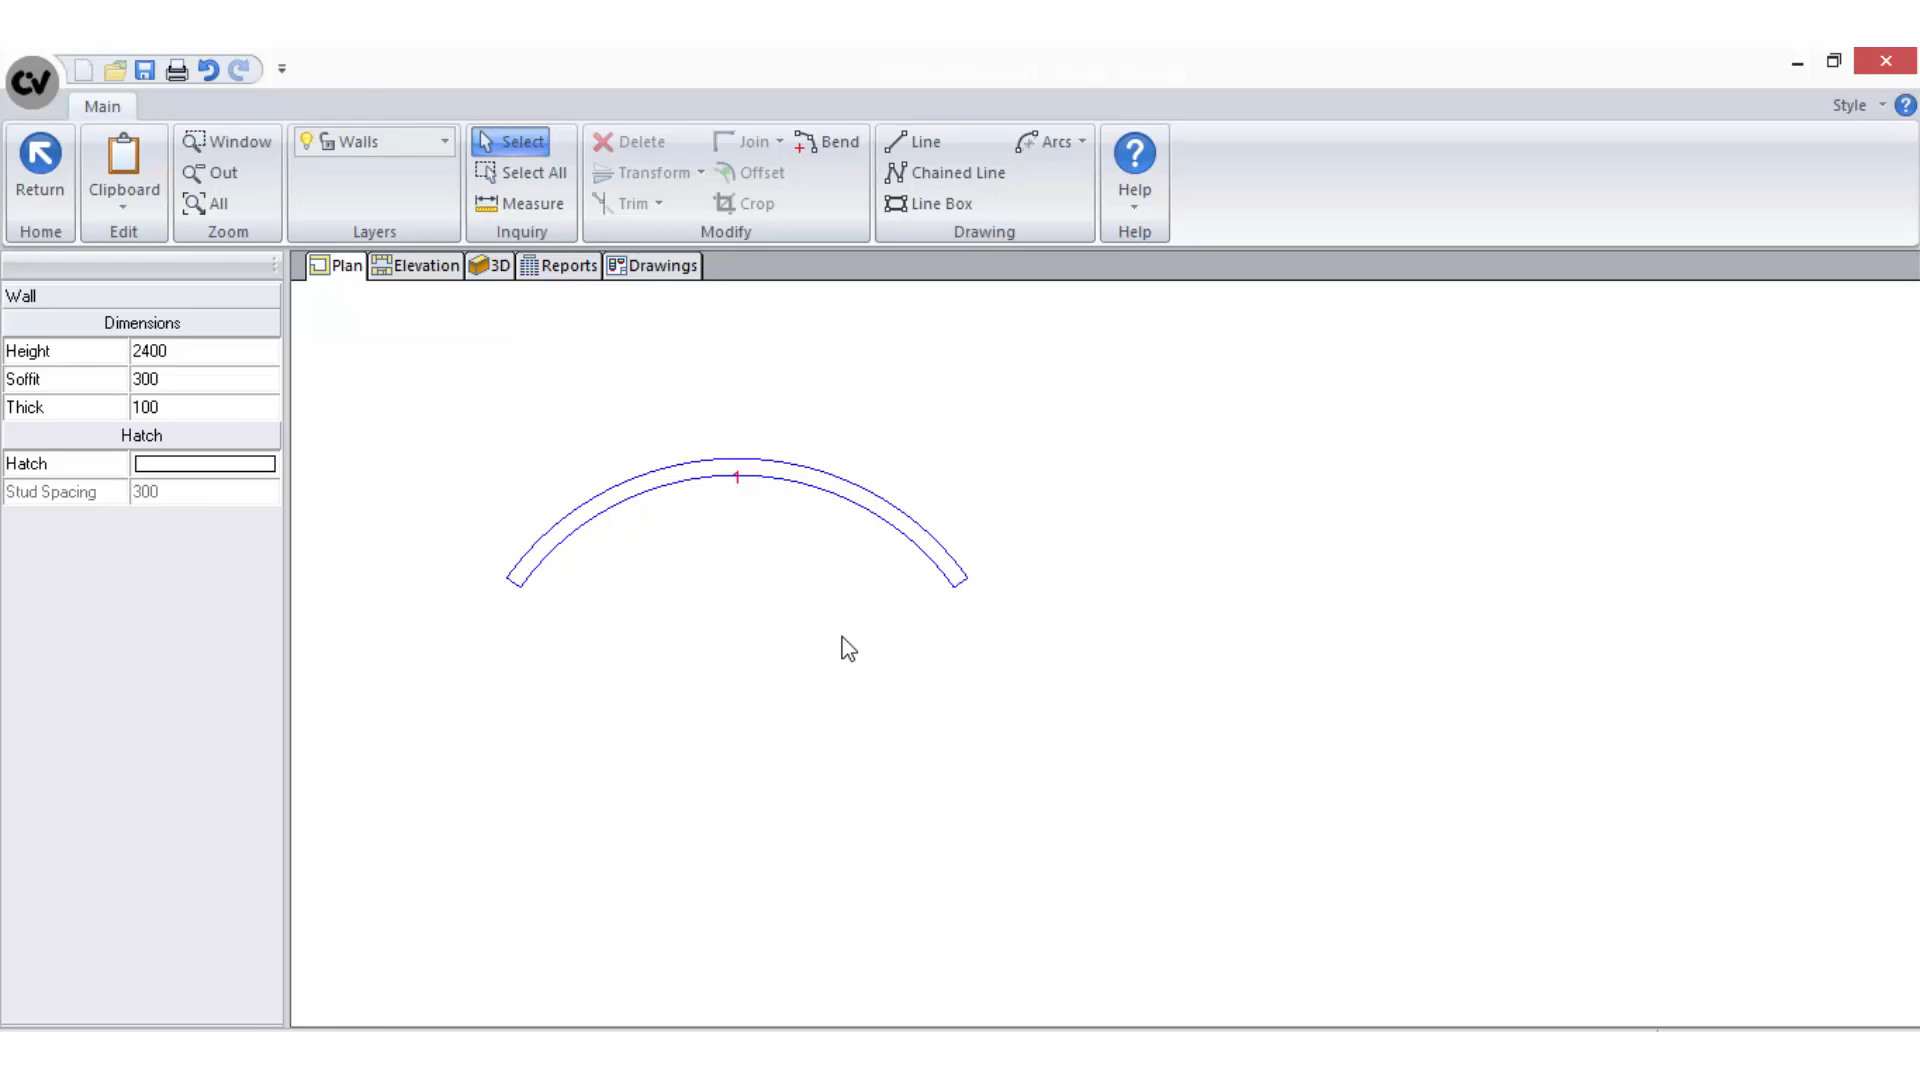 CV
Main
Style
Return
Clipboard
Window
Out
All
Walls
Select
Select All
Measure
Delete
Join
Bend
Transform
Offset
Trim
Crop
Line
Arcs
Chained Line
Line Box
?
Help
Home
Edit
Zoom
Layers
Inquiry
Modify
Drawing
Help
Plan
Elevation
3D
Reports
Drawings
Wall
Dimensions
Height 2400
Soffit 300
Thick 100
Hatch
Hatch
Stud Spacing 300
1